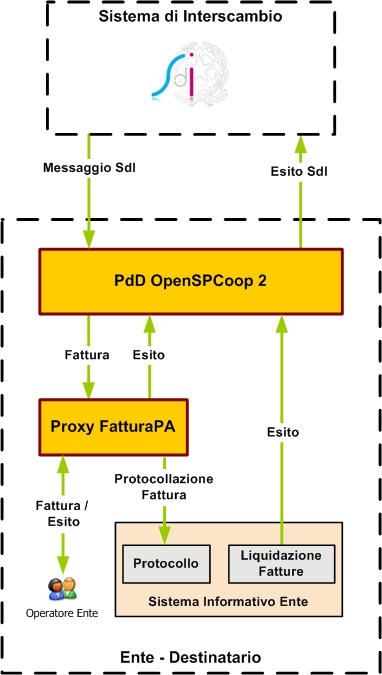 Sistema di Interscambio
Sdi
Messaggio SdI
Esito SdI
PdD OpenSPCoop 2
Fattura
Esito
Proxy FatturaPA
Esito
Protocollazione
Fattura
Fattura /
Esito
Protocollo
Liquidazione
Fatture
Operatore Ente
Sistema Informativo Ente
Ente - Destinatario